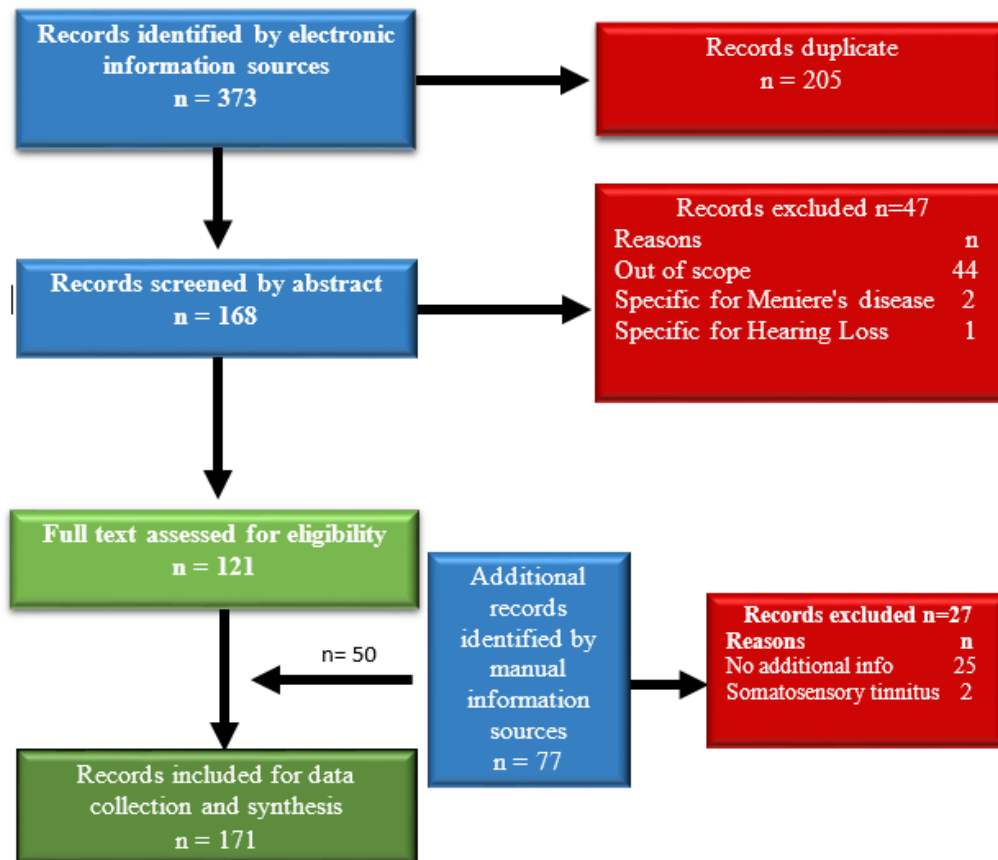 Records identified by electronic
information sources
n = 373
Records duplicate
n = 205
Records screened by abstract
n = 168
Records excluded n=47
Reasons n
Out of scope 44
Specific for Meniere's disease 2
Specific for Hearing Loss 1
Full text assessed for eligibility
n = 121
n= 50
Additional
records
identified by
manual
information
sources
n = 77
Records excluded n=27
Reasons n
No additional info 25
Somatosensory tinnitus 2
Records included for data
collection and synthesis
n = 171